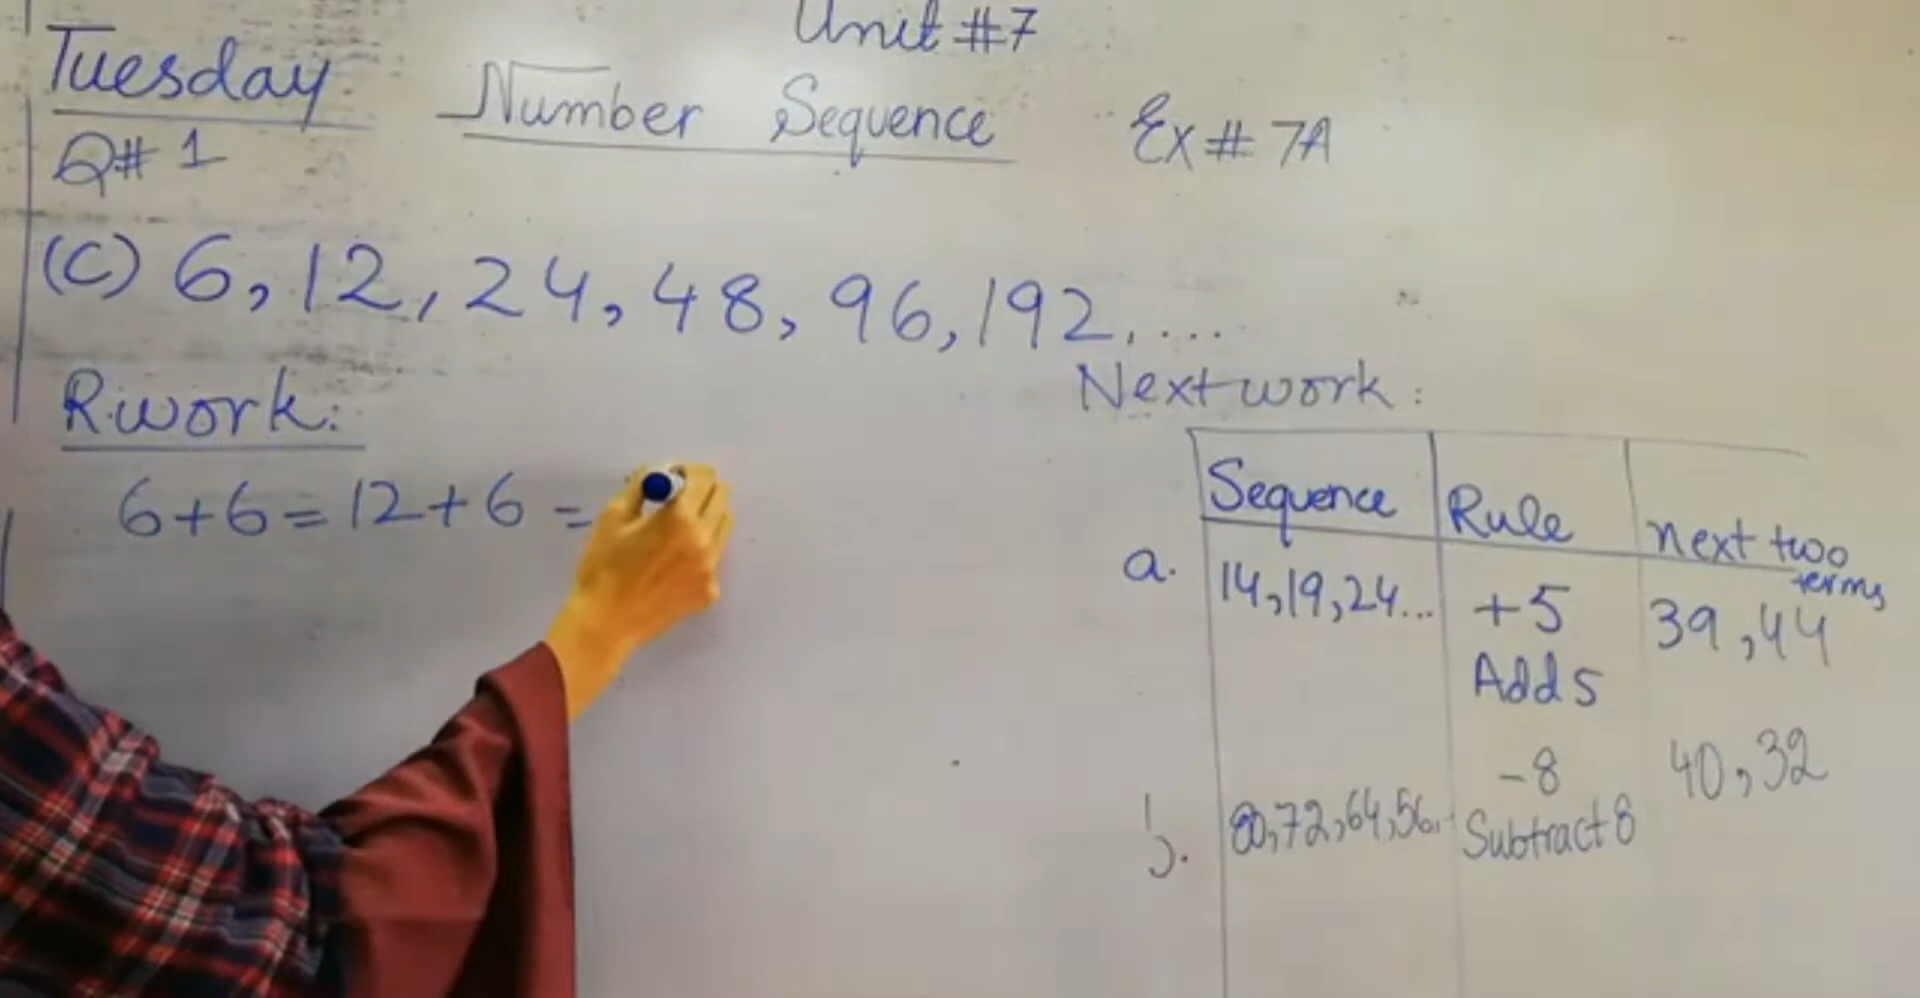 Unit #7
Tuesday
Number Sequence
Ex # 7A
Q# 1
(C) 6, 12, 24, 48, 96, 192, ...
R.work:
Next work:
6+6=12+6=
Sequence Rule next two terms
a. 14,19,24... +5 39,44
Add 5
-8 40,32
80,72,64,56.. Subtract 8